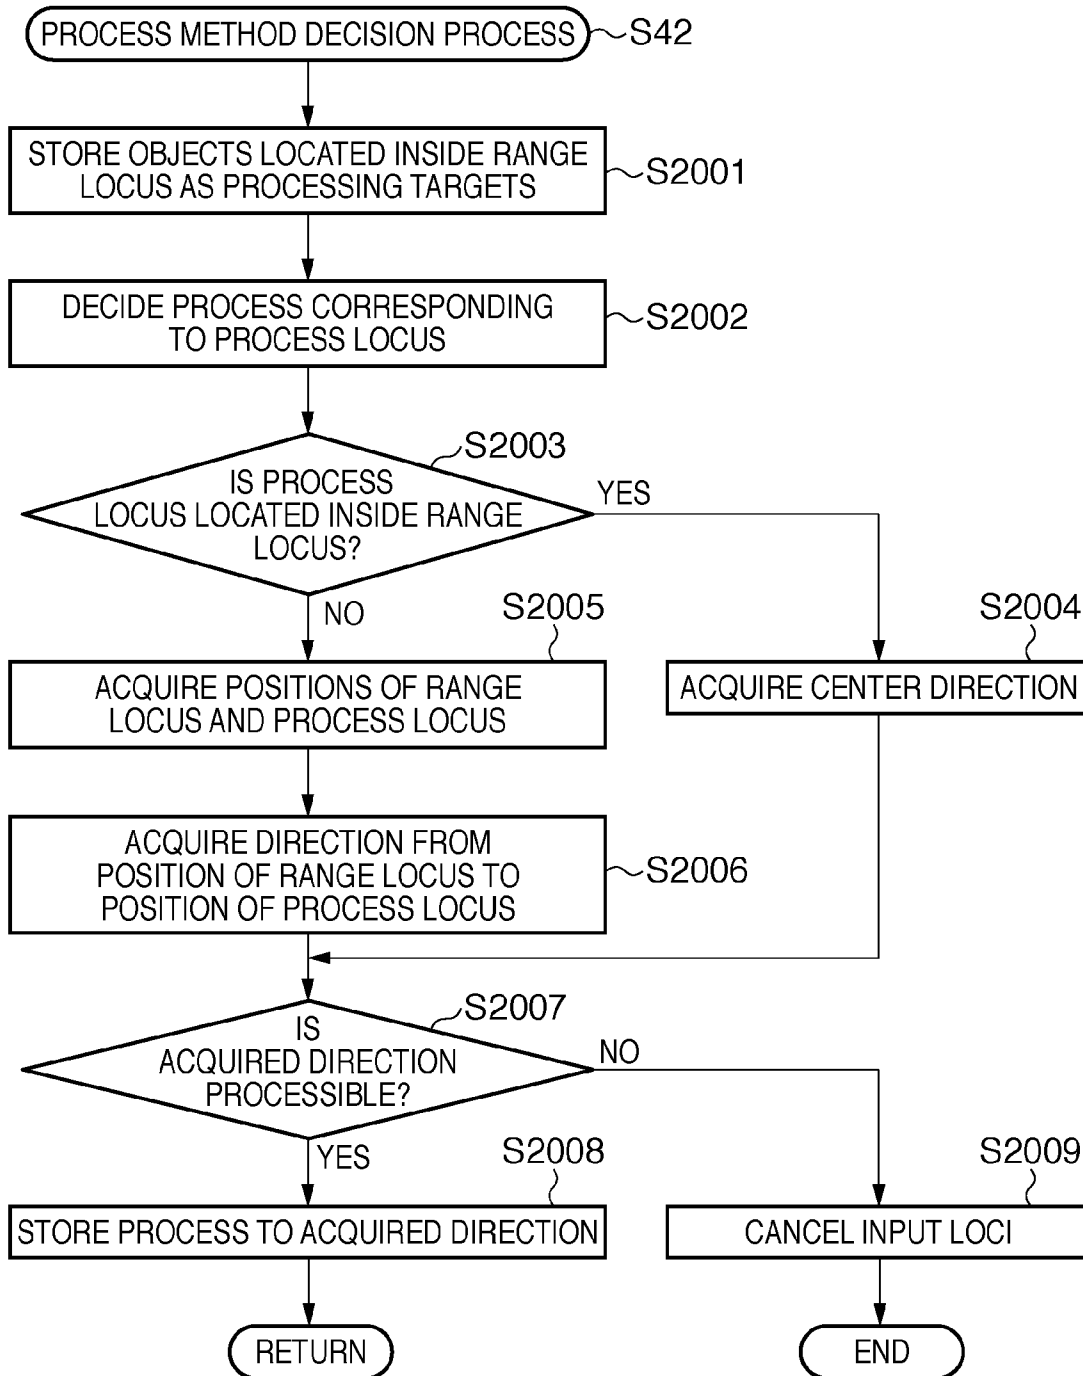 PROCESS METHOD DECISION PROCESS
S42
STORE OBJECTS LOCATED INSIDE RANGE
LOCUS AS PROCESSING TARGETS
S2001
DECIDE PROCESS CORRESPONDING
TO PROCESS LOCUS
S2002
S2003
IS PROCESS
LOCUS LOCATED INSIDE RANGE
LOCUS?
YES
NO
S2005
ACQUIRE POSITIONS OF RANGE
LOCUS AND PROCESS LOCUS
S2004
ACQUIRE CENTER DIRECTION
ACQUIRE DIRECTION FROM
POSITION OF RANGE LOCUS TO
POSITION OF PROCESS LOCUS
S2006
S2007
IS
ACQUIRED DIRECTION
PROCESSIBLE?
NO
YES
S2008
STORE PROCESS TO ACQUIRED DIRECTION
S2009
CANCEL INPUT LOCI
RETURN
END